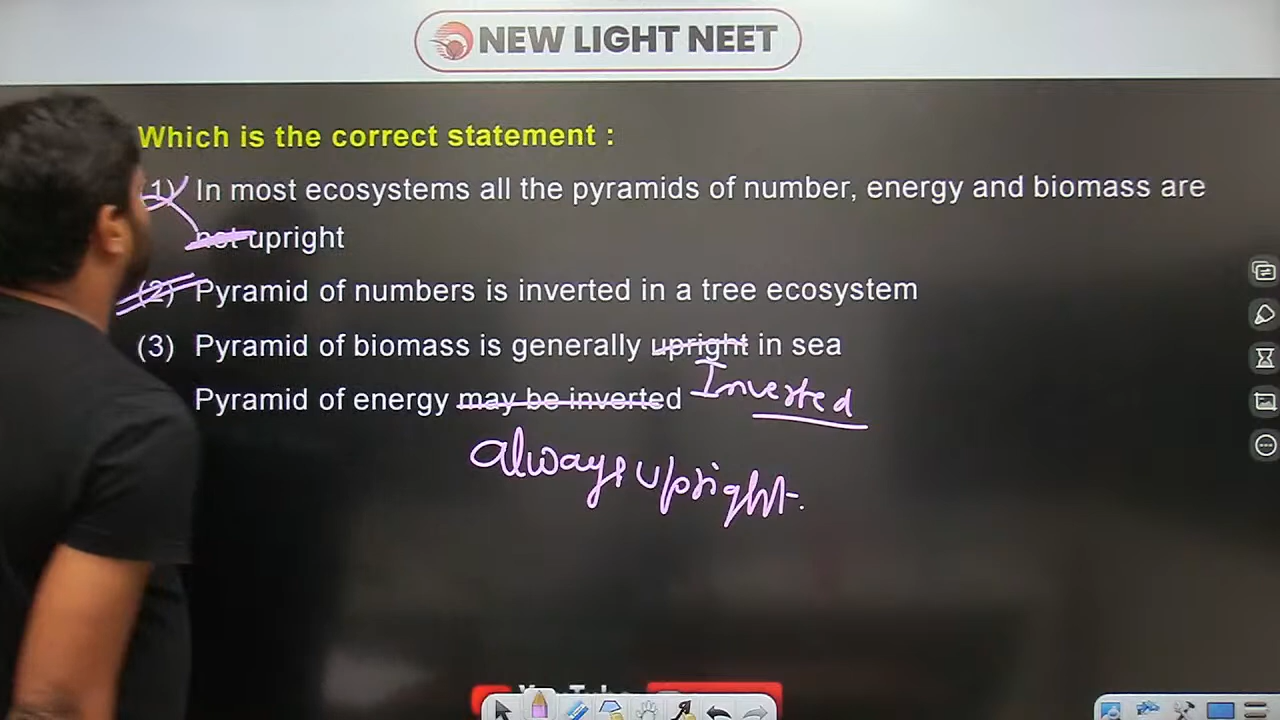 NEW LIGHT NEET
Which is the correct statement :
(1) In most ecosystems all the pyramids of number, energy and biomass are
not upright
(2) Pyramid of numbers is inverted in a tree ecosystem
(3) Pyramid of biomass is generally upright in sea
Inverted
Pyramid of energy may be inverted
always upright.